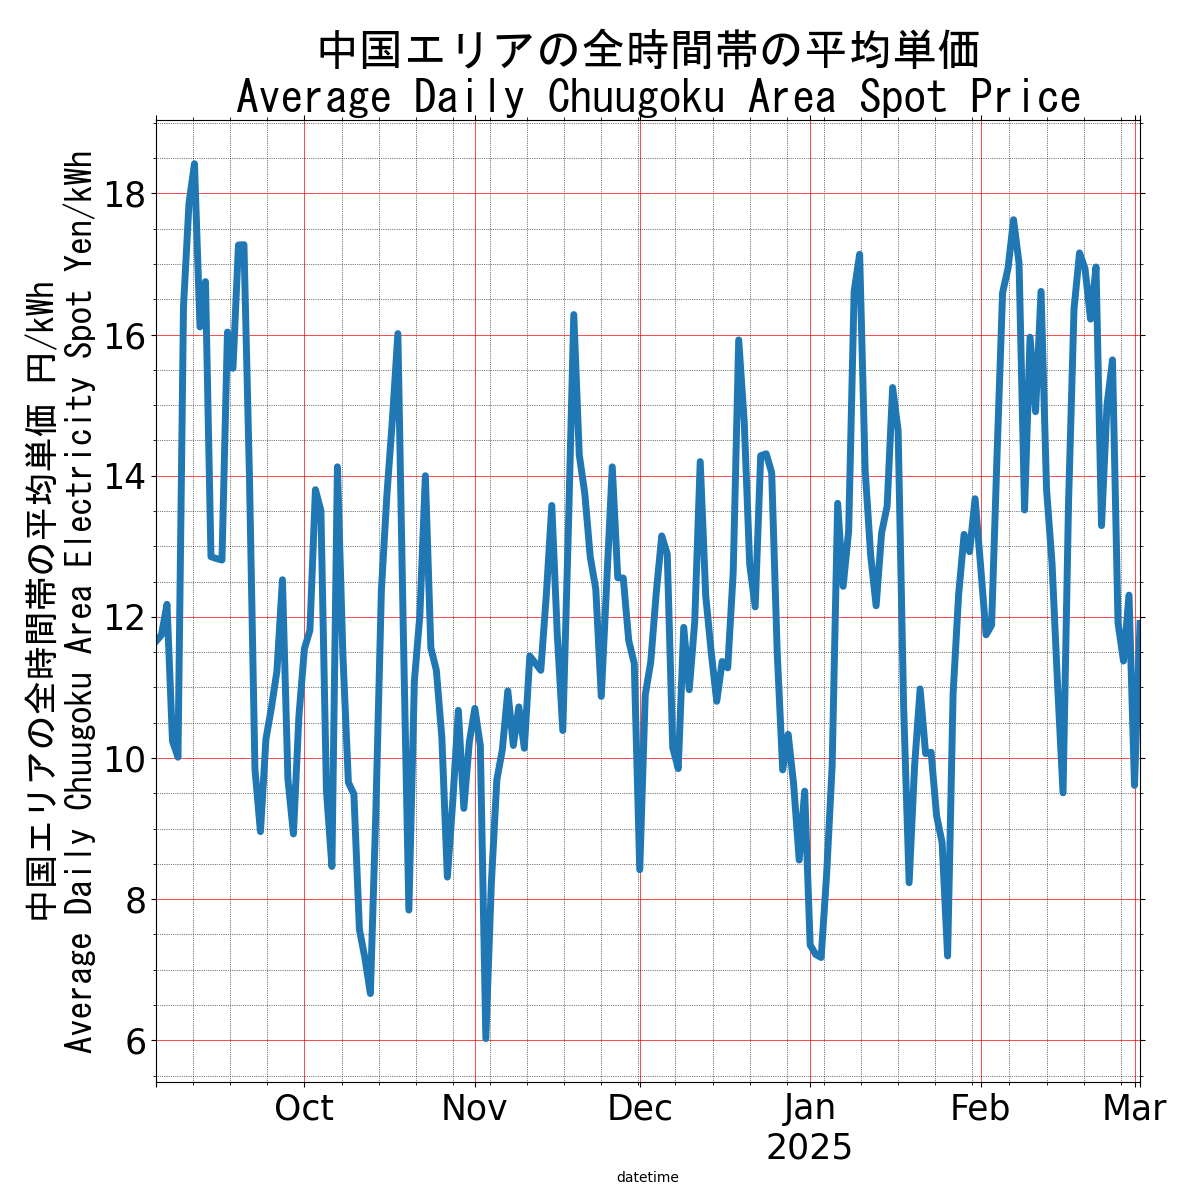 中国エリアの全時間帯の平均単価
Average Daily Chuugoku Area Spot Price
中国エリアの全時間帯の平均単価 円/kWh
Average Daily Chuugoku Area Electricity Spot Yen/kWh
18
16
14
12
10
8
6
Oct Nov Dec Jan Feb Mar
2025
datetime